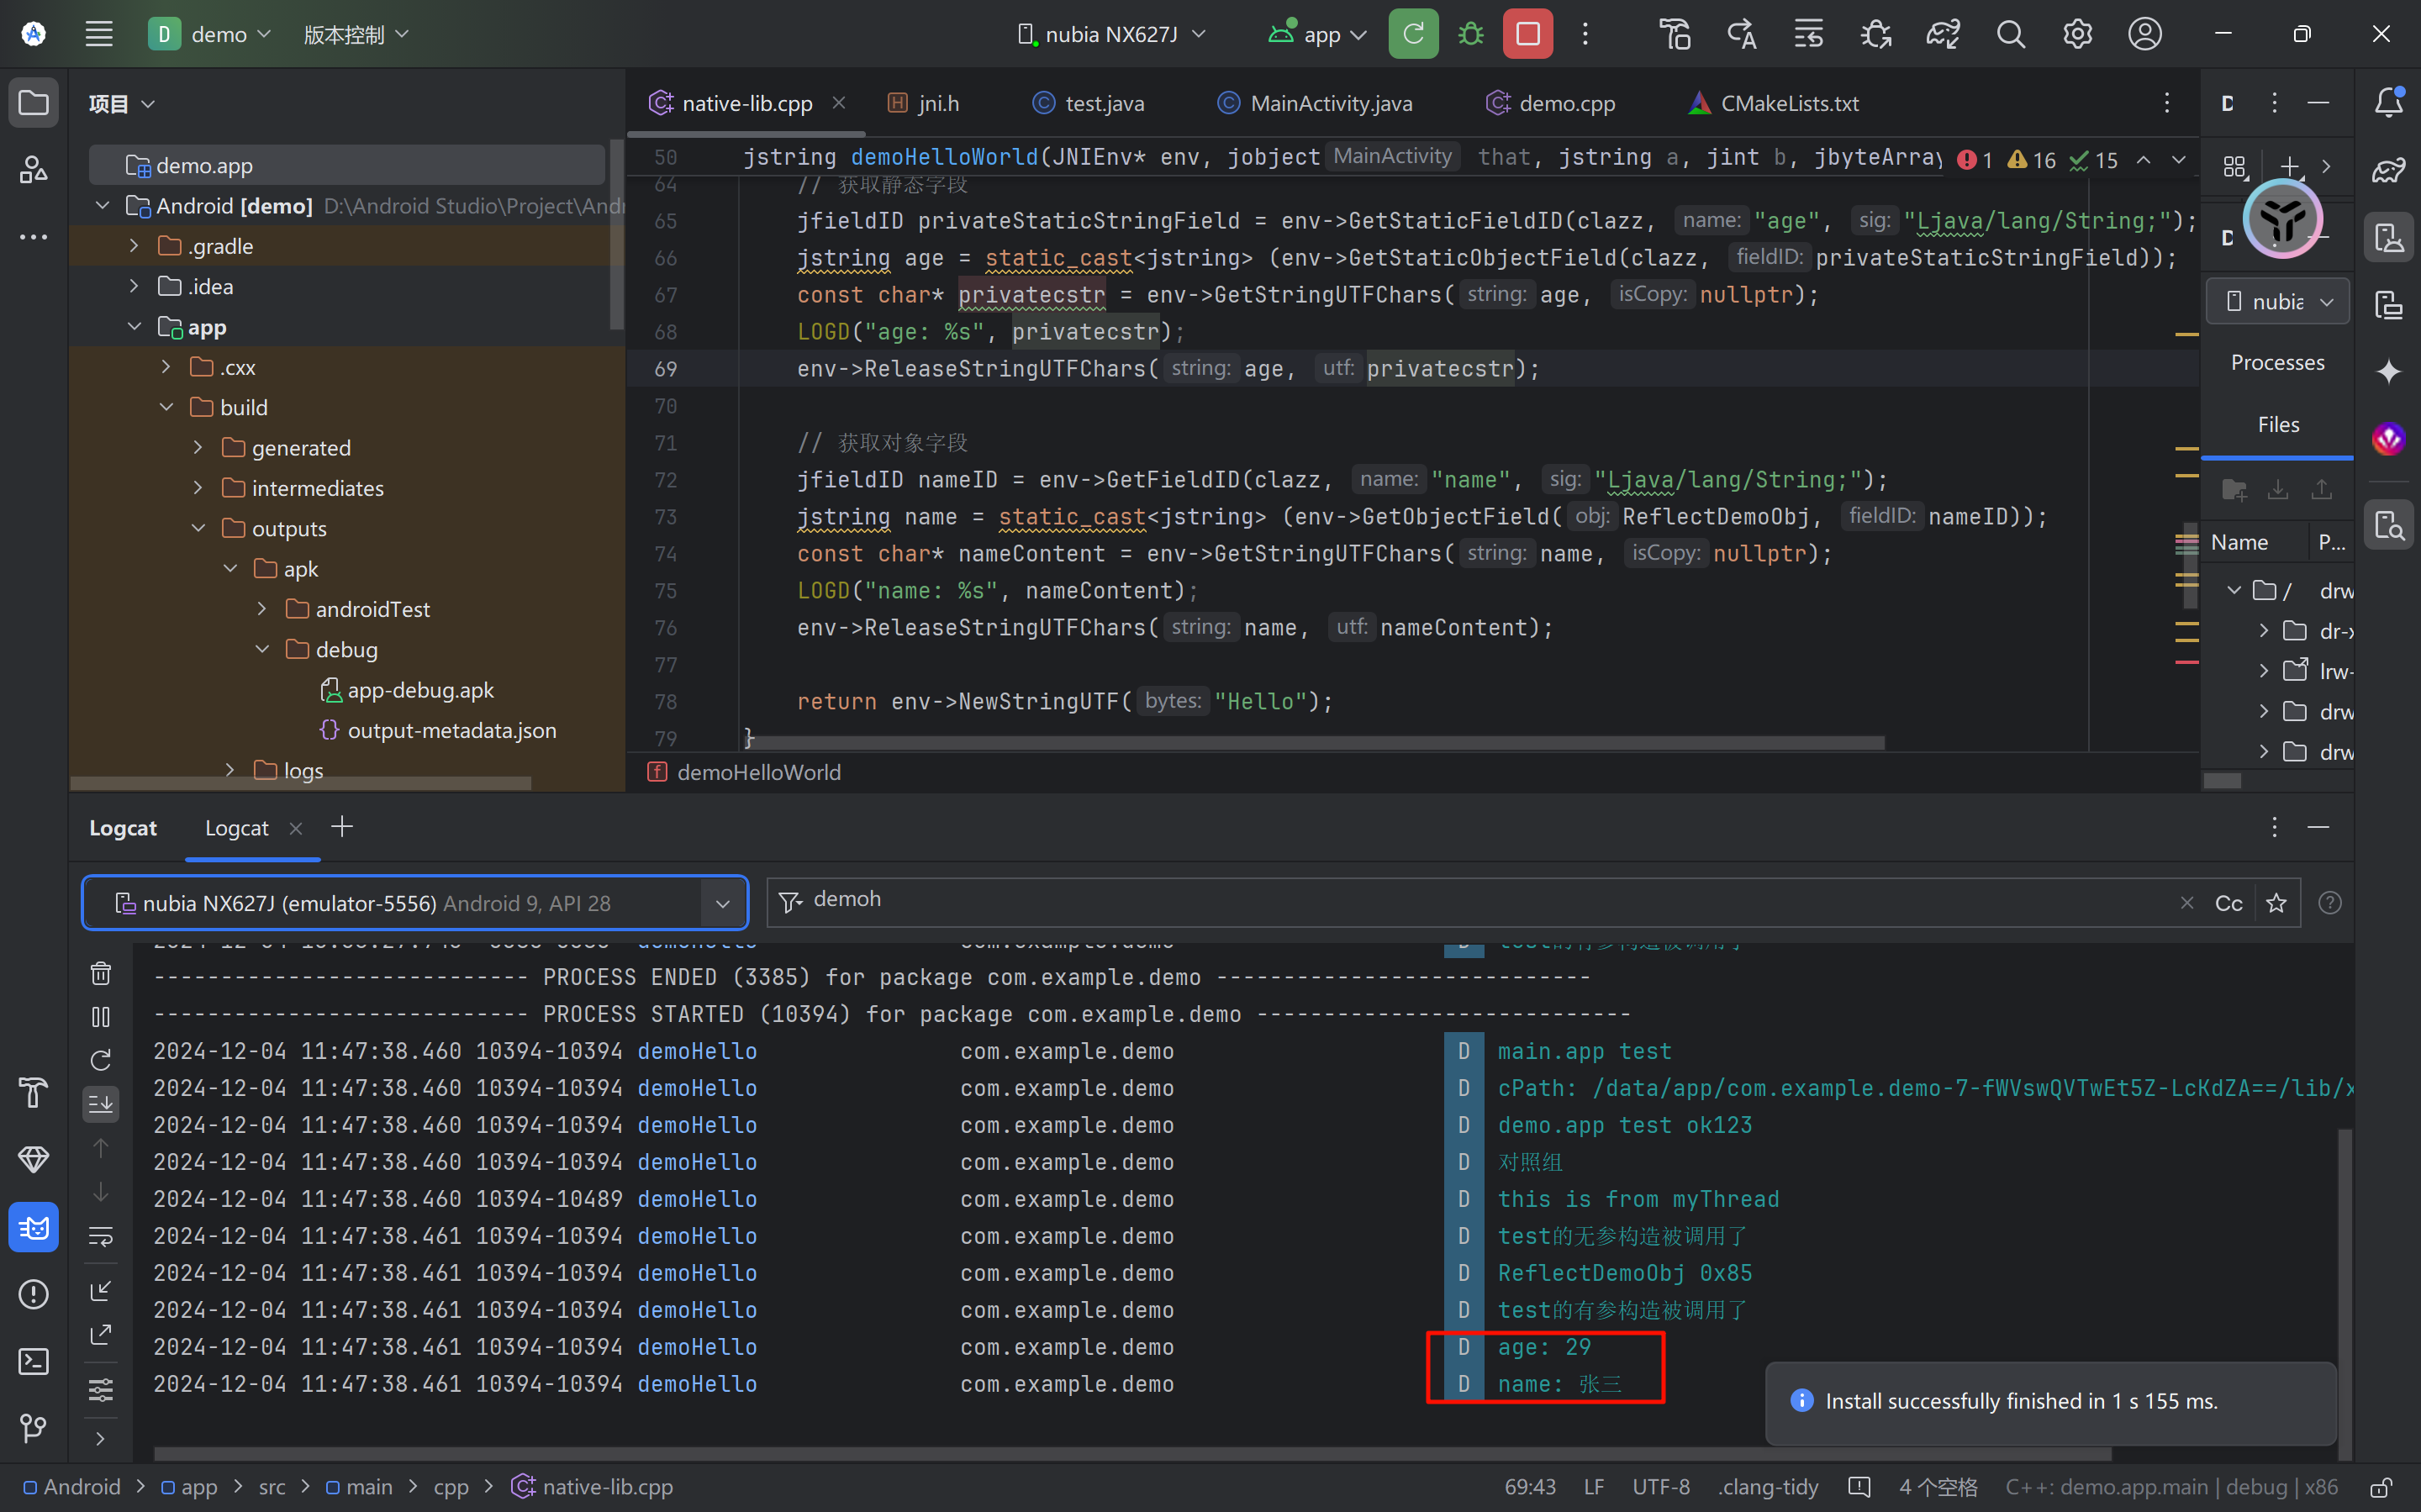 D demo 版本控制 nubia NX627J app
项目
native-lib.cpp jni.h test.java MainActivity.java demo.cpp CMakeLists.txt
demo.app
Android [demo] D:\Android Studio\Project\And
.gradle
.idea
app
.cxx
build
generated
intermediates
outputs
apk
androidTest
debug
app-debug.apk
output-metadata.json
logs
50 jstring demoHelloWorld(JNIEnv* env, jobject MainActivity that, jstring a, jint b, jbyteArray 1 16 15
64 // 获取静态字段
65 jfieldID privateStaticStringField = env->GetStaticFieldID(clazz, name: "age", sig: "Ljava/lang/String;");
66 jstring age = static_cast<jstring> (env->GetStaticObjectField(clazz, fieldID: privateStaticStringField));
67 const char* privatecstr = env->GetStringUTFChars( string: age, isCopy: nullptr);
68 LOGD("age: %s", privatecstr);
69 env->ReleaseStringUTFChars( string: age, utf: privatecstr);
70
71 // 获取对象字段
72 jfieldID nameID = env->GetFieldID(clazz, name: "name", sig: "Ljava/lang/String;");
73 jstring name = static_cast<jstring> (env->GetObjectField( obj: ReflectDemoObj, fieldID: nameID));
74 const char* nameContent = env->GetStringUTFChars( string: name, isCopy: nullptr);
75 LOGD("name: %s", nameContent);
76 env->ReleaseStringUTFChars( string: name, utf: nameContent);
77
78 return env->NewStringUTF( bytes: "Hello");
79 }
demoHelloWorld
nubia
Processes
Files
Name P...
/ drw
dr-x
lrw-
drw
drw
Logcat Logcat
nubia NX627J (emulator-5556) Android 9, API 28 demoh Cc
---------------------------- PROCESS ENDED (3385) for package com.example.demo ----------------------------
---------------------------- PROCESS STARTED (10394) for package com.example.demo ----------------------------
2024-12-04 11:47:38.460 10394-10394 demoHello com.example.demo D main.app test
2024-12-04 11:47:38.460 10394-10394 demoHello com.example.demo D cPath: /data/app/com.example.demo-7-fWVswQVTwEt5Z-LcKdZA==/lib/x
2024-12-04 11:47:38.460 10394-10394 demoHello com.example.demo D demo.app test ok123
2024-12-04 11:47:38.460 10394-10394 demoHello com.example.demo D 对照组
2024-12-04 11:47:38.460 10394-10489 demoHello com.example.demo D this is from myThread
2024-12-04 11:47:38.461 10394-10394 demoHello com.example.demo D test的无参构造被调用了
2024-12-04 11:47:38.461 10394-10394 demoHello com.example.demo D ReflectDemoObj 0x85
2024-12-04 11:47:38.461 10394-10394 demoHello com.example.demo D test的有参构造被调用了
2024-12-04 11:47:38.461 10394-10394 demoHello com.example.demo D age: 29
2024-12-04 11:47:38.461 10394-10394 demoHello com.example.demo D name: 张三
Install successfully finished in 1 s 155 ms.
Android > app > src > main > cpp > native-lib.cpp 69:43 LF UTF-8 .clang-tidy 4 个空格 C++: demo.app.main | debug | x86